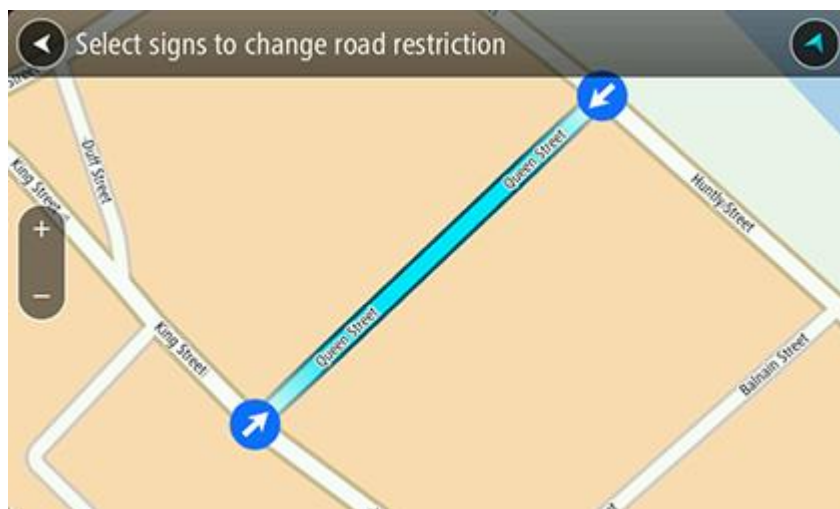 Select signs to change road restriction
Street
Duff Street
King Street
Queen Street
Huntly Street
Queen Street
King Street
Balnain Street
+
−